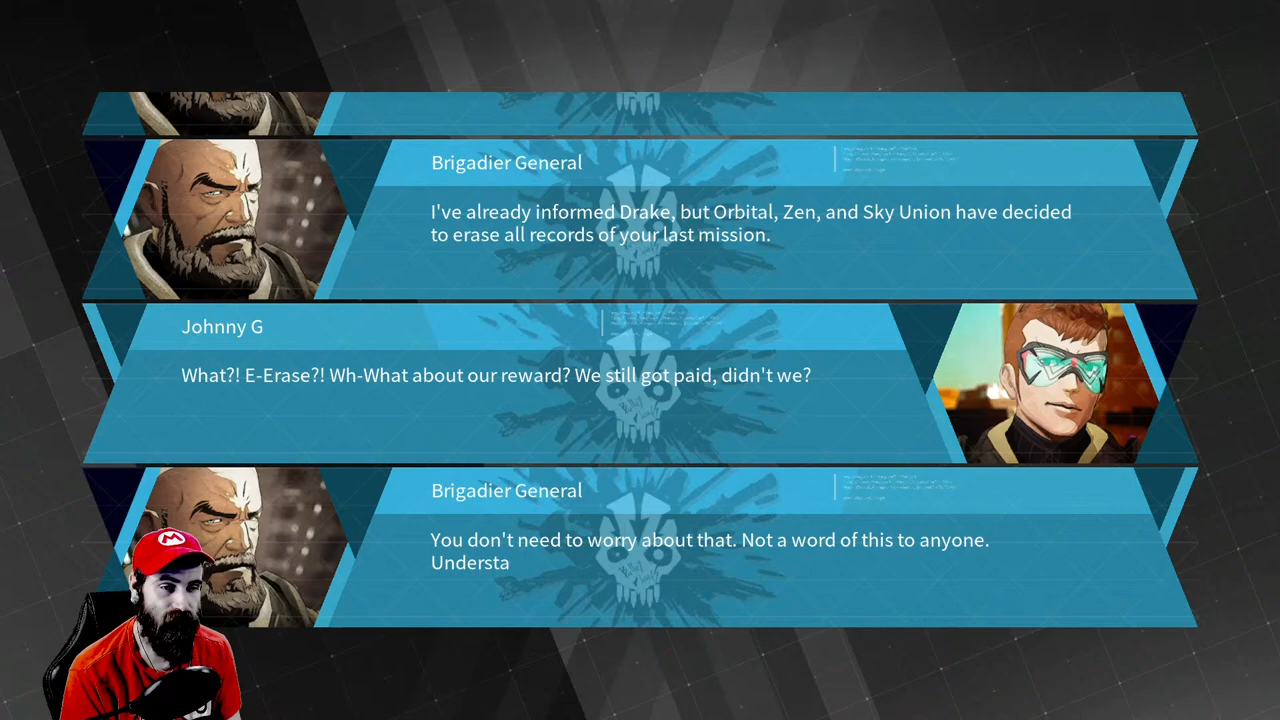 Brigadier General
I've already informed Drake, but Orbital, Zen, and Sky Union have decided
to erase all records of your last mission.
Johnny G
What?! E-Erase?! Wh-What about our reward? We still got paid, didn't we?
Brigadier General
You don't need to worry about that. Not a word of this to anyone.
Understa
M